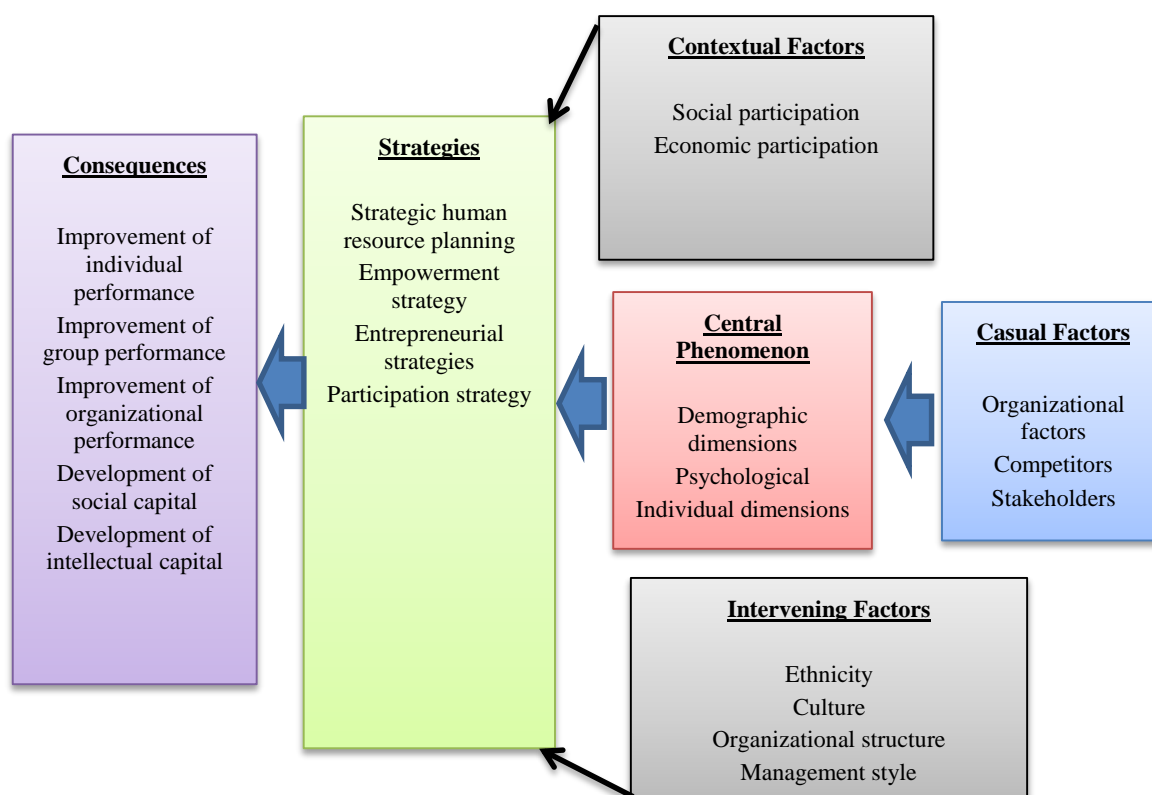 Contextual Factors
Social participation
Economic participation
Consequences
Improvement of
individual
performance
Improvement of
group performance
Improvement of
organizational
performance
Development of
social capital
Development of
intellectual capital
Strategies
Strategic human
resource planning
Empowerment
strategy
Entrepreneurial
strategies
Participation strategy
Central
Phenomenon
Demographic
dimensions
Psychological
Individual dimensions
Casual Factors
Organizational
factors
Competitors
Stakeholders
Intervening Factors
Ethnicity
Culture
Organizational structure
Management style